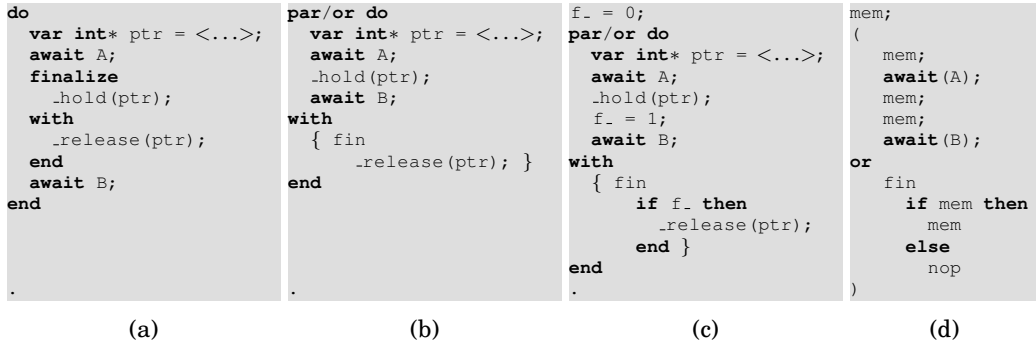 do
var int* ptr = <...>;
await A;
finalize
_hold(ptr);
with
_release(ptr);
end
await B;
end
.
(a)
par/or do
var int* ptr = <...>;
await A;
_hold(ptr);
await B;
with
{ fin
_release(ptr); }
end
.
(b)
f_ = 0;
par/or do
var int* ptr = <...>;
await A;
_hold(ptr);
f_ = 1;
await B;
with
{ fin
if f_ then
_release(ptr);
end }
end
.
(c)
mem;
(
mem;
await(A);
mem;
mem;
await(B);
or
fin
if mem then
mem
else
nop
)
(d)